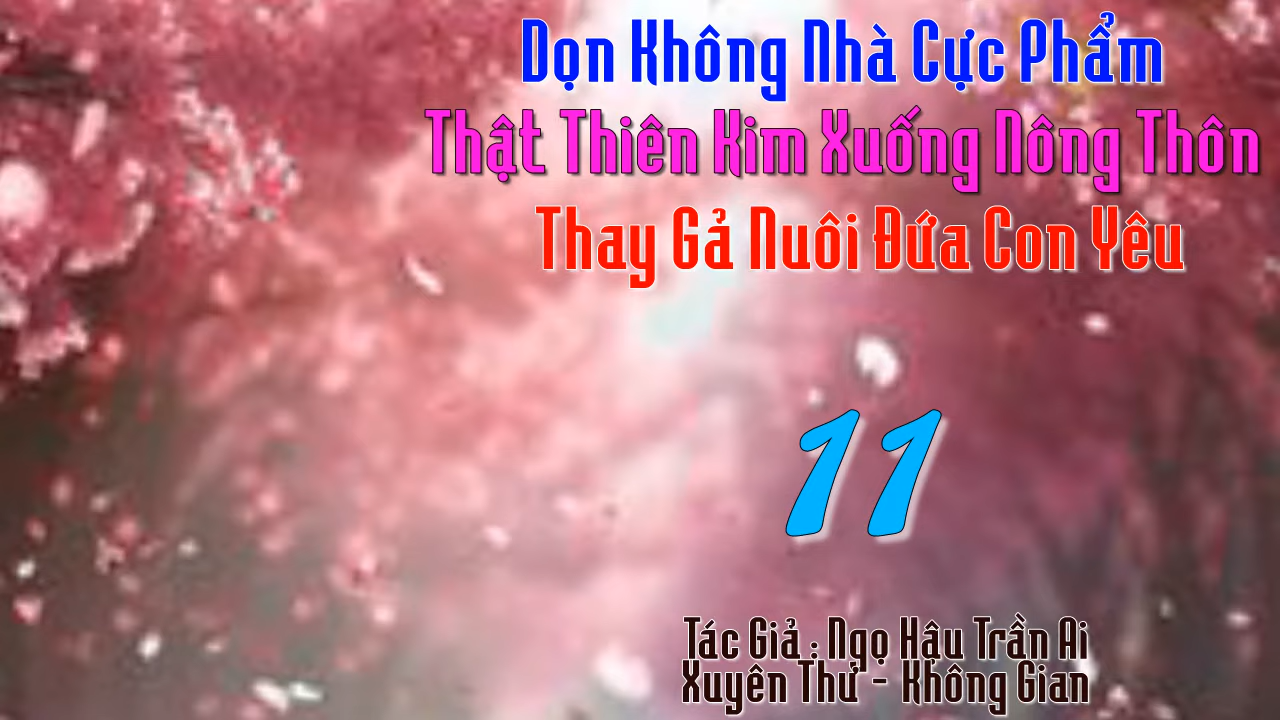 Dọn Không Nhà Cực Phẩm
Thật Thiên Kim Xuống Nông Thôn
Thay Gả Nuôi Đứa Con Yêu
11
Tác Giả : Ngọ Hậu Trần Ai
Xuyên Thư - Không Gian